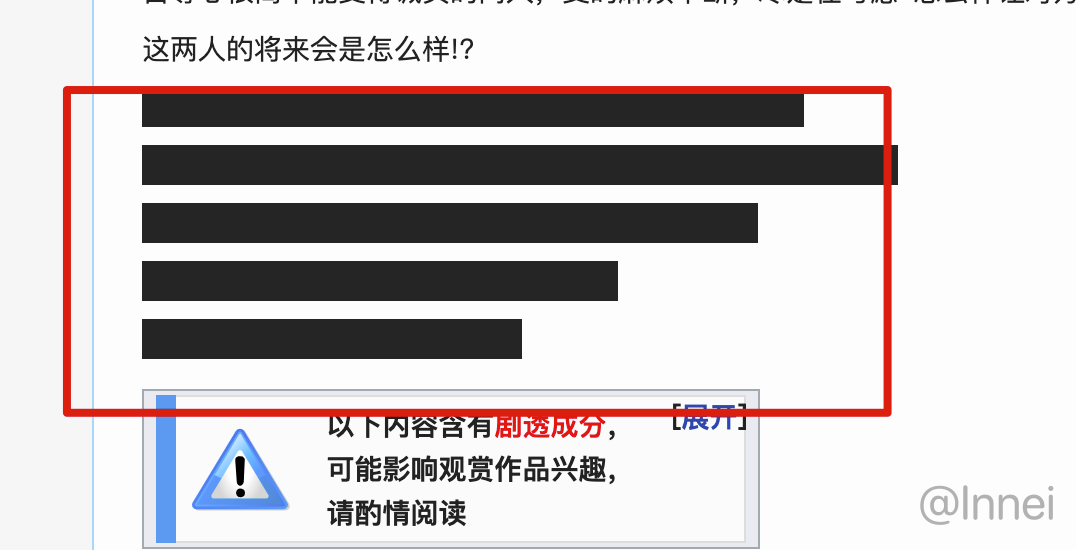 这两人的将来会是怎么样!?
[展开]
以下内容含有剧透成分，
可能影响观赏作品兴趣，
请酌情阅读
@Innei